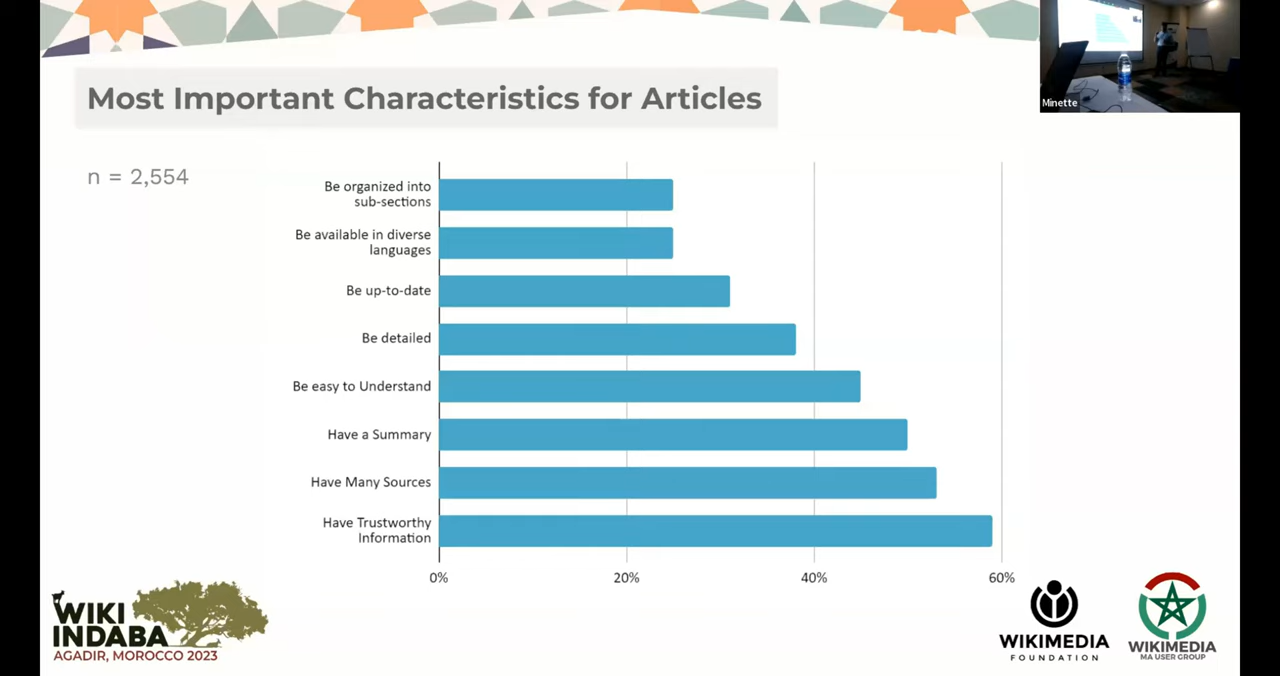 Minette
Most Important Characteristics for Articles
n = 2,554
Be organized into
sub-sections
Be available in diverse
languages
Be up-to-date
Be detailed
Be easy to Understand
Have a Summary
Have Many Sources
Have Trustworthy
Information
0%
20%
40%
60%
WIKI
INDABA
AGADIR, MOROCCO 2023
WIKIMEDIA
FOUNDATION
WIKIMEDIA
MA USER GROUP